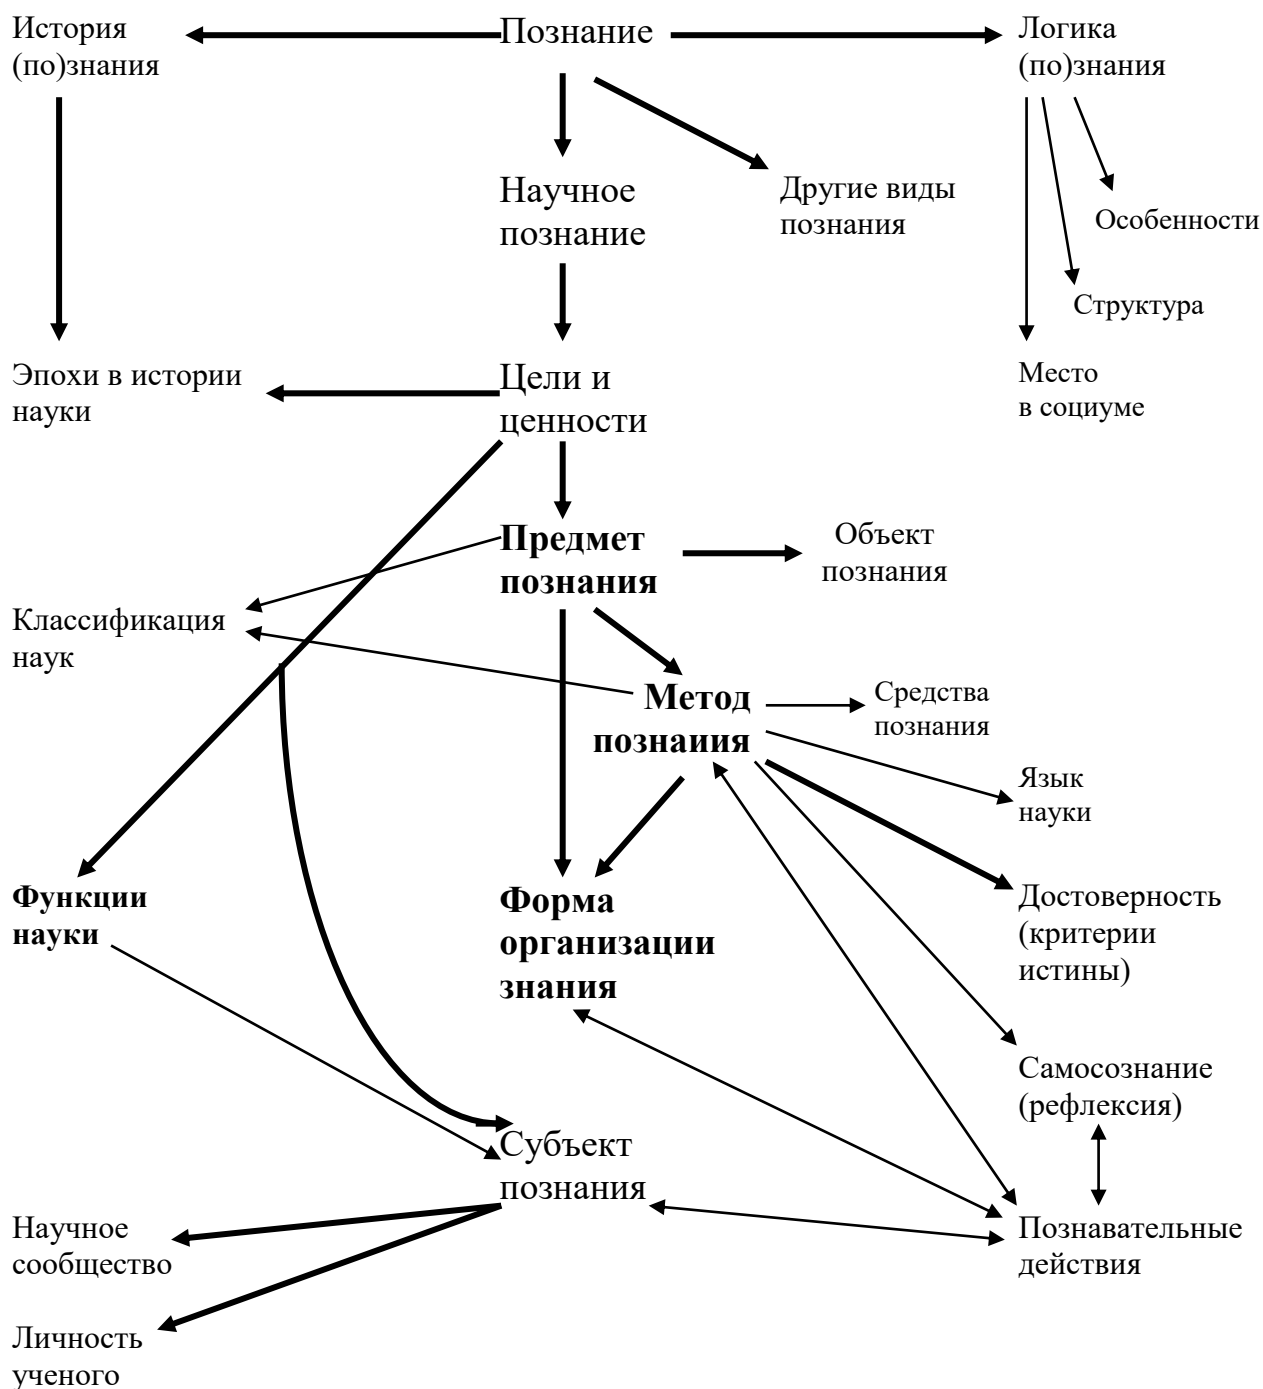 История
(по)знания
Познание
Логика
(по)знания
Научное
познание
Другие виды
познания
Особенности
Структура
Эпохи в истории
науки
Цели и
ценности
Место
в социуме
Предмет
познания
Объект
познания
Классификация
наук
Метод
познаиия
Средства
познания
Язык
науки
Функции
науки
Форма
организации
знания
Достоверность
(критерии
истины)
Самосознание
(рефлексия)
Субъект
познания
Научное
сообщество
Познавательные
действия
Личность
ученого